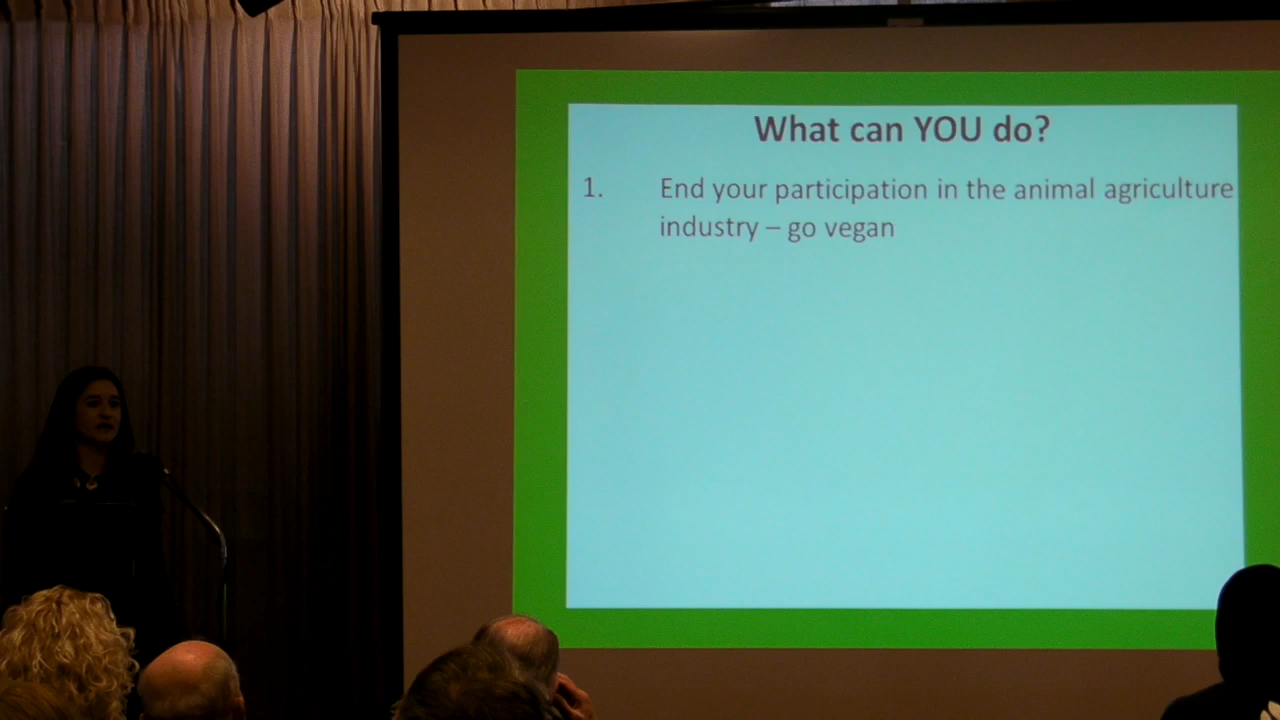 What can YOU do?
1. End your participation in the animal agriculture
industry – go vegan